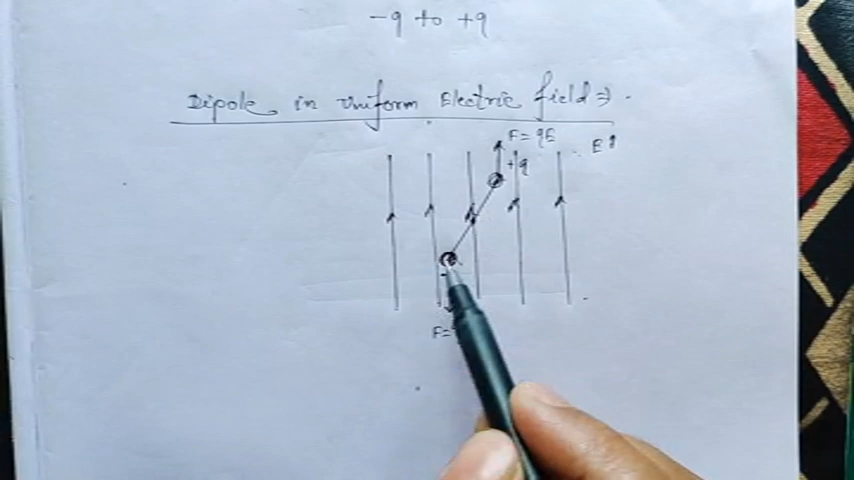 -q to +q
Dipole in uniform Electric field ⇒
F = qE
+q
E
-
F =